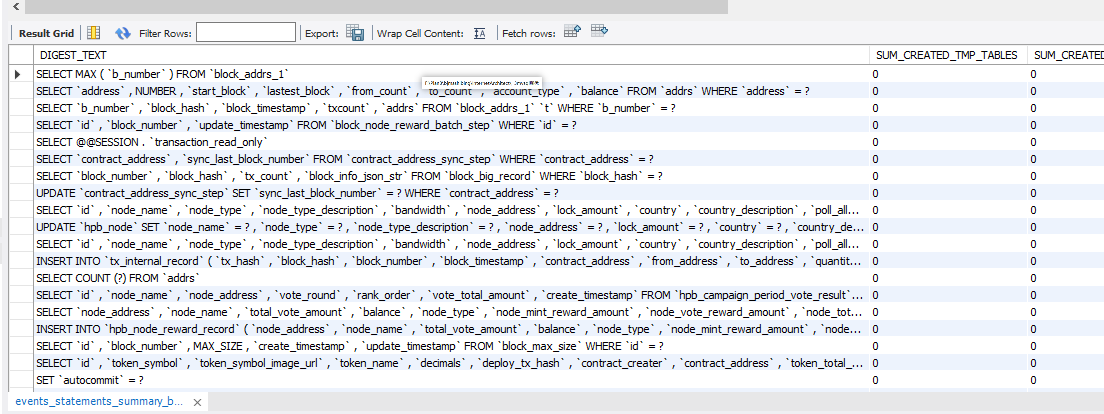 Result Grid Filter Rows: Export: Wrap Cell Content: Fetch rows:
DIGEST_TEXT SUM_CREATED_TMP_TABLES SUM_CREATED
SELECT MAX ( `b_number` ) FROM `block_addrs_1` 0 0
SELECT `address` , NUMBER , `start_block` , `lastest_block` , `from_count` , `to_count` , `account_type` , `balance` FROM `addrs` WHERE `address` = ? 0 0
SELECT `b_number` , `block_hash` , `block_timestamp` , `txcount` , `addrs` FROM `block_addrs_1` `t` WHERE `b_number` = ? 0 0
SELECT `id` , `block_number` , `update_timestamp` FROM `block_node_reward_batch_step` WHERE `id` = ? 0 0
SELECT @@SESSION . `transaction_read_only` 0 0
SELECT `contract_address` , `sync_last_block_number` FROM `contract_address_sync_step` WHERE `contract_address` = ? 0 0
SELECT `block_number` , `block_hash` , `tx_count` , `block_info_json_str` FROM `block_big_record` WHERE `block_hash` = ? 0 0
UPDATE `contract_address_sync_step` SET `sync_last_block_number` = ? WHERE `contract_address` = ? 0 0
SELECT `id` , `node_name` , `node_type` , `node_type_description` , `bandwidth` , `node_address` , `lock_amount` , `country` , `country_description` , `poll_all... 0 0
UPDATE `hpb_node` SET `node_name` = ? , `node_type` = ? , `node_type_description` = ? , `node_address` = ? , `lock_amount` = ? , `country` = ? , `country_de... 0 0
SELECT `id` , `node_name` , `node_type` , `node_type_description` , `bandwidth` , `node_address` , `lock_amount` , `country` , `country_description` , `poll_all... 0 0
INSERT INTO `tx_internal_record` ( `tx_hash` , `block_hash` , `block_number` , `block_timestamp` , `contract_address` , `from_address` , `to_address` , `quantit... 0 0
SELECT COUNT (?) FROM `addrs` 0 0
SELECT `id` , `node_name` , `node_address` , `vote_round` , `rank_order` , `vote_total_amount` , `create_timestamp` FROM `hpb_campaign_period_vote_result`... 0 0
SELECT `node_address` , `node_name` , `total_vote_amount` , `balance` , `node_type` , `node_mint_reward_amount` , `node_vote_reward_amount` , `node_tot... 0 0
INSERT INTO `hpb_node_reward_record` ( `node_address` , `node_name` , `total_vote_amount` , `balance` , `node_type` , `node_mint_reward_amount` , `node... 0 0
SELECT `id` , `block_number` , MAX_SIZE , `create_timestamp` , `update_timestamp` FROM `block_max_size` WHERE `id` = ? 0 0
SELECT `id` , `token_symbol` , `token_symbol_image_url` , `token_name` , `decimals` , `deploy_tx_hash` , `contract_creater` , `contract_address` , `token_total_... 0 0
SET `autocommit` = ? 0 0
events_statements_summary_b...